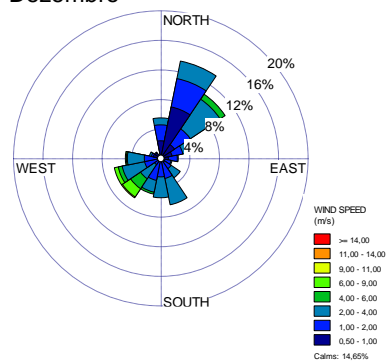 Dezembro
NORTH
20%
16%
12%
8%
4%
WEST
EAST
SOUTH
WIND SPEED
(m/s)
>= 14,00
11,00 - 14,00
9,00 - 11,00
6,00 - 9,00
4,00 - 6,00
2,00 - 4,00
1,00 - 2,00
0,50 - 1,00
Calms: 14,65%